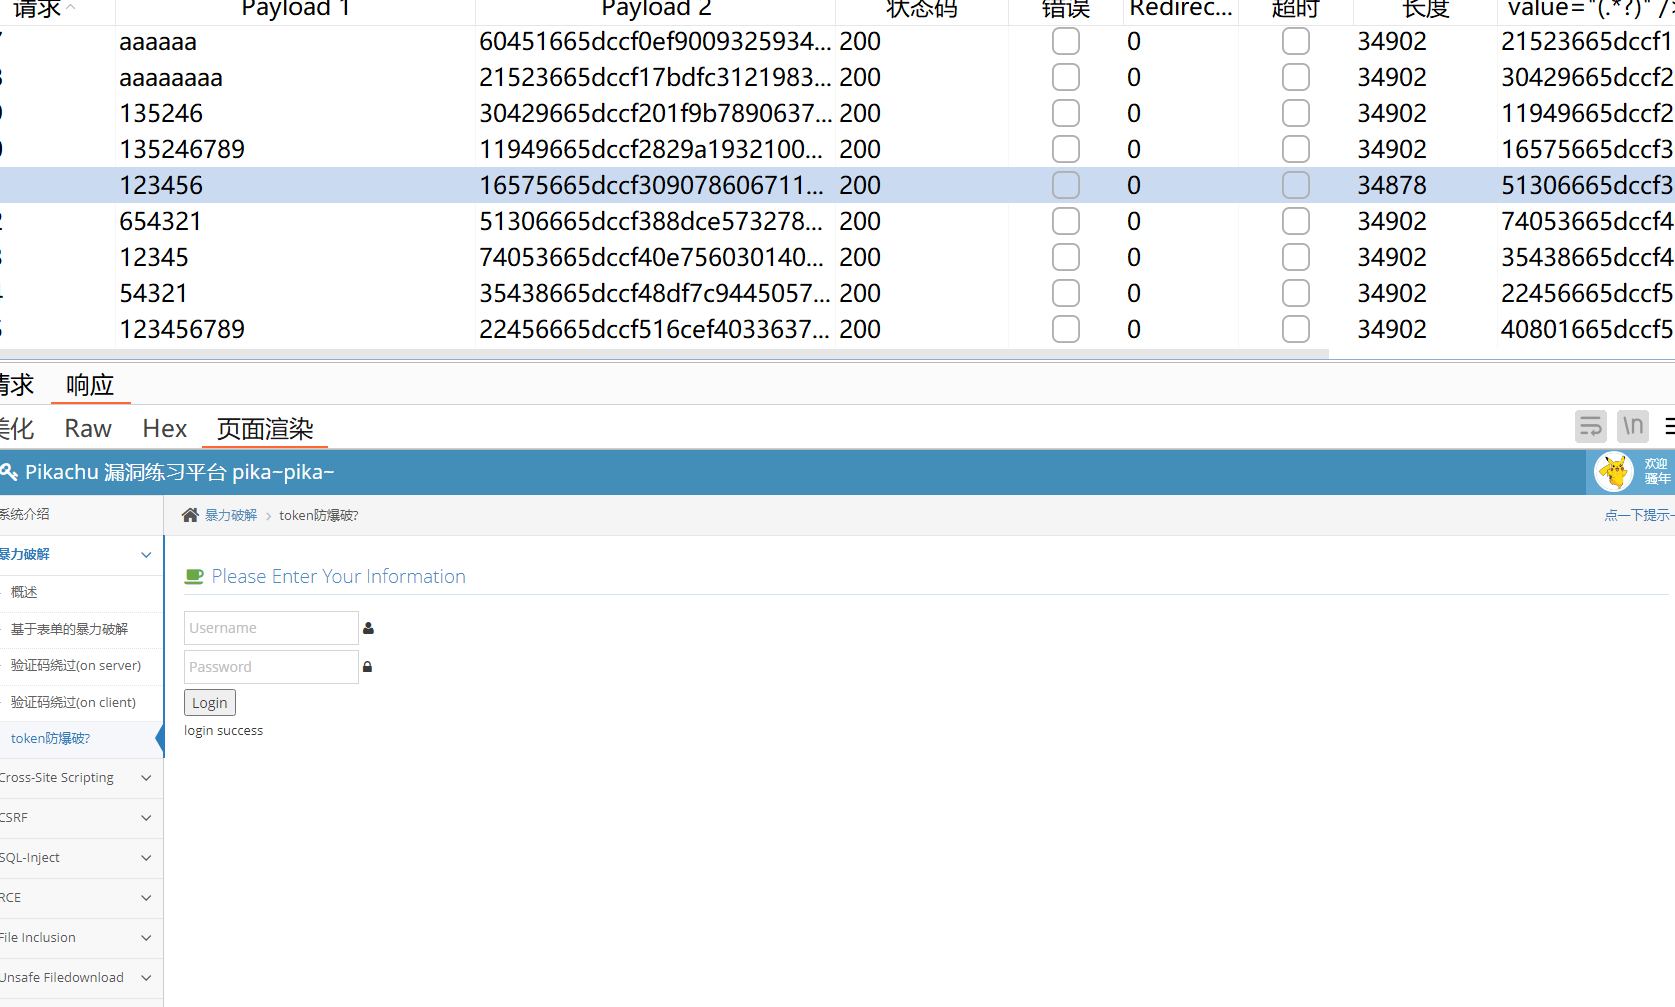 请求 Payload 1 Payload 2 状态码 错误 Redirec... 超时 长度 value="(.*?)" />
aaaaaa 60451665dccf0ef9009325934... 200 0 34902 21523665dccf1
aaaaaaaa 21523665dccf17bdfc3121983... 200 0 34902 30429665dccf2
135246 30429665dccf201f9b7890637... 200 0 34902 11949665dccf2
135246789 11949665dccf2829a1932100... 200 0 34902 16575665dccf3
123456 16575665dccf309078606711... 200 0 34878 51306665dccf3
654321 51306665dccf388dce573278... 200 0 34902 74053665dccf4
12345 74053665dccf40e756030140... 200 0 34902 35438665dccf4
54321 35438665dccf48df7c9445057... 200 0 34902 22456665dccf5
123456789 22456665dccf516cef4033637... 200 0 34902 40801665dccf5
请求 响应
美化 Raw Hex 页面渲染 \n
Pikachu 漏洞练习平台 pika~pika~ 欢迎
骚年
系统介绍 暴力破解 › token防爆破? 点一下提示~
暴力破解
Please Enter Your Information
概述
Username
基于表单的暴力破解
Password
验证码绕过(on server)
验证码绕过(on client) Login
login success
token防爆破?
Cross-Site Scripting
CSRF
SQL-Inject
RCE
File Inclusion
Unsafe Filedownload